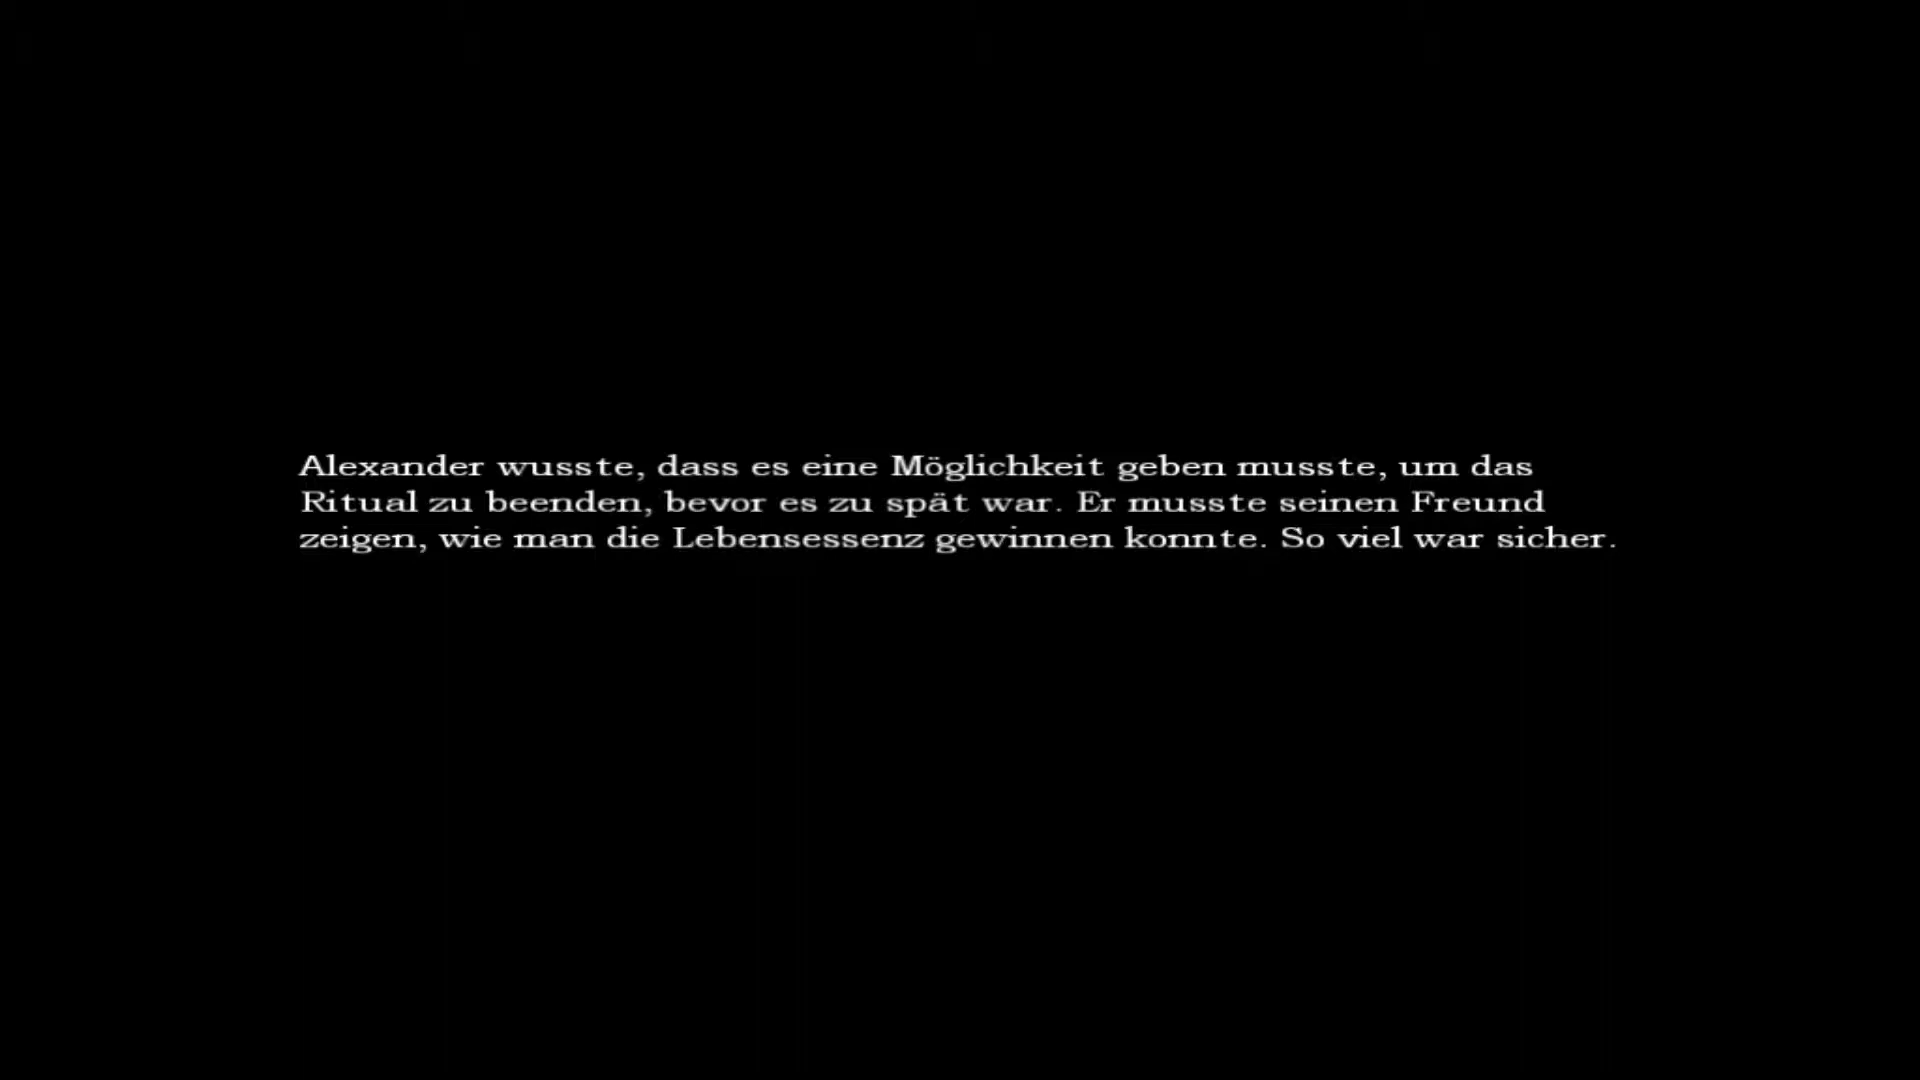 Alexander wusste, dass es eine Möglichkeit geben musste, um das
Ritual zu beenden, bevor es zu spät war. Er musste seinen Freund
zeigen, wie man die Lebensessenz gewinnen konnte. So viel war sicher.